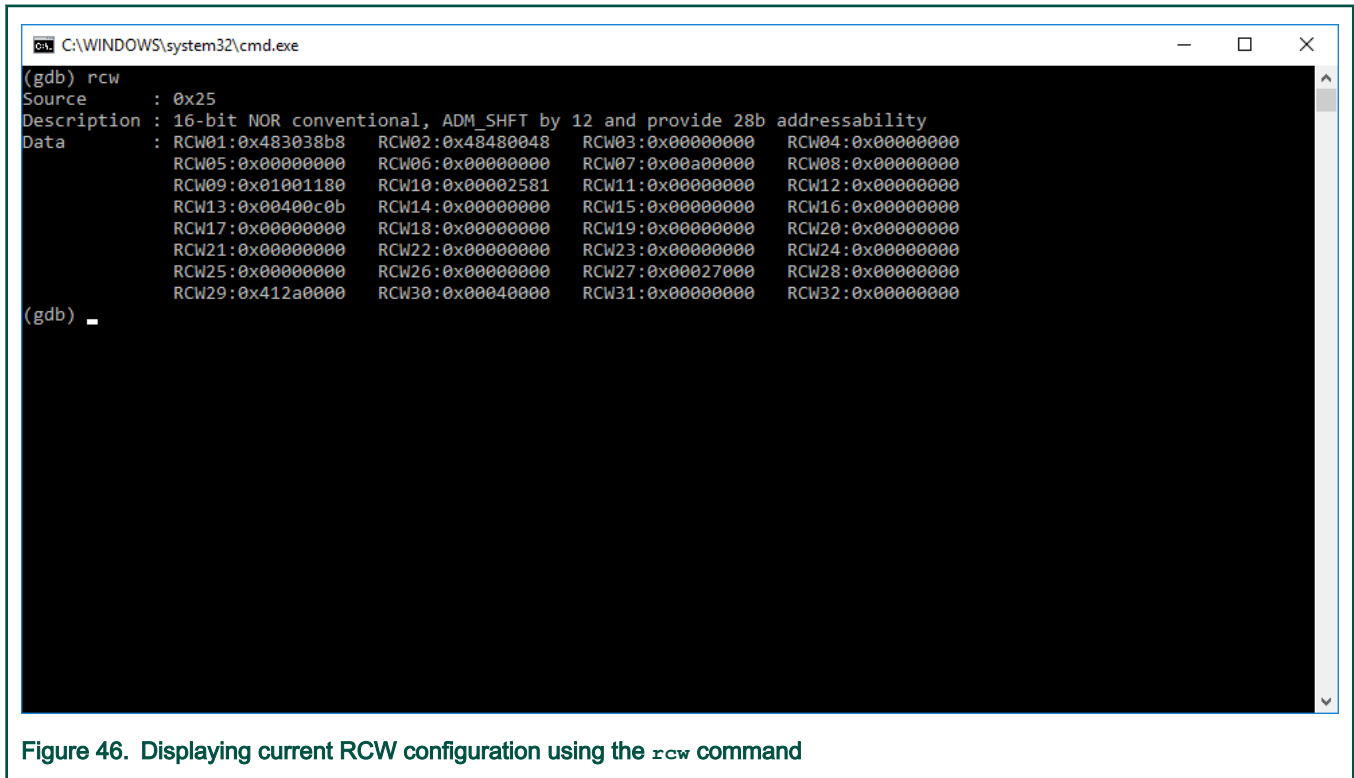 C:\WINDOWS\system32\cmd.exe
(gdb) rcw
Source      : 0x25
Description : 16-bit NOR conventional, ADM_SHFT by 12 and provide 28b addressability
Data        : RCW01:0x483038b8   RCW02:0x48480048   RCW03:0x00000000   RCW04:0x00000000
              RCW05:0x00000000   RCW06:0x00000000   RCW07:0x00a00000   RCW08:0x00000000
              RCW09:0x01001180   RCW10:0x00002581   RCW11:0x00000000   RCW12:0x00000000
              RCW13:0x00400c0b   RCW14:0x00000000   RCW15:0x00000000   RCW16:0x00000000
              RCW17:0x00000000   RCW18:0x00000000   RCW19:0x00000000   RCW20:0x00000000
              RCW21:0x00000000   RCW22:0x00000000   RCW23:0x00000000   RCW24:0x00000000
              RCW25:0x00000000   RCW26:0x00000000   RCW27:0x00027000   RCW28:0x00000000
              RCW29:0x412a0000   RCW30:0x00040000   RCW31:0x00000000   RCW32:0x00000000
(gdb) _
Figure 46. Displaying current RCW configuration using the rcw command